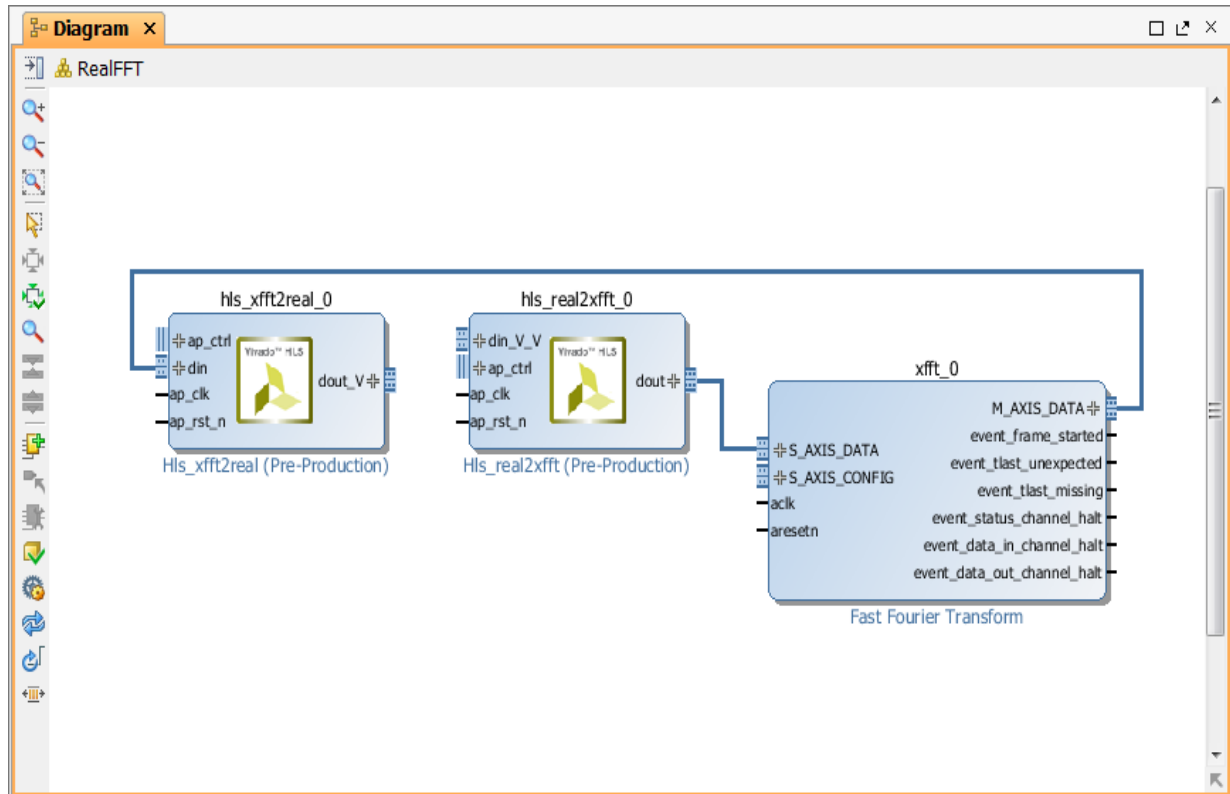 Diagram
RealFFT
hls_xfft2real_0
ap_ctrl
din
ap_clk
ap_rst_n
Vivado™ HLS
dout_V
Hls_xfft2real (Pre-Production)
hls_real2xfft_0
din_V_V
ap_ctrl
ap_clk
ap_rst_n
Vivado™ HLS
dout
Hls_real2xfft (Pre-Production)
xfft_0
S_AXIS_DATA
S_AXIS_CONFIG
aclk
aresetn
M_AXIS_DATA
event_frame_started
event_tlast_unexpected
event_tlast_missing
event_status_channel_halt
event_data_in_channel_halt
event_data_out_channel_halt
Fast Fourier Transform